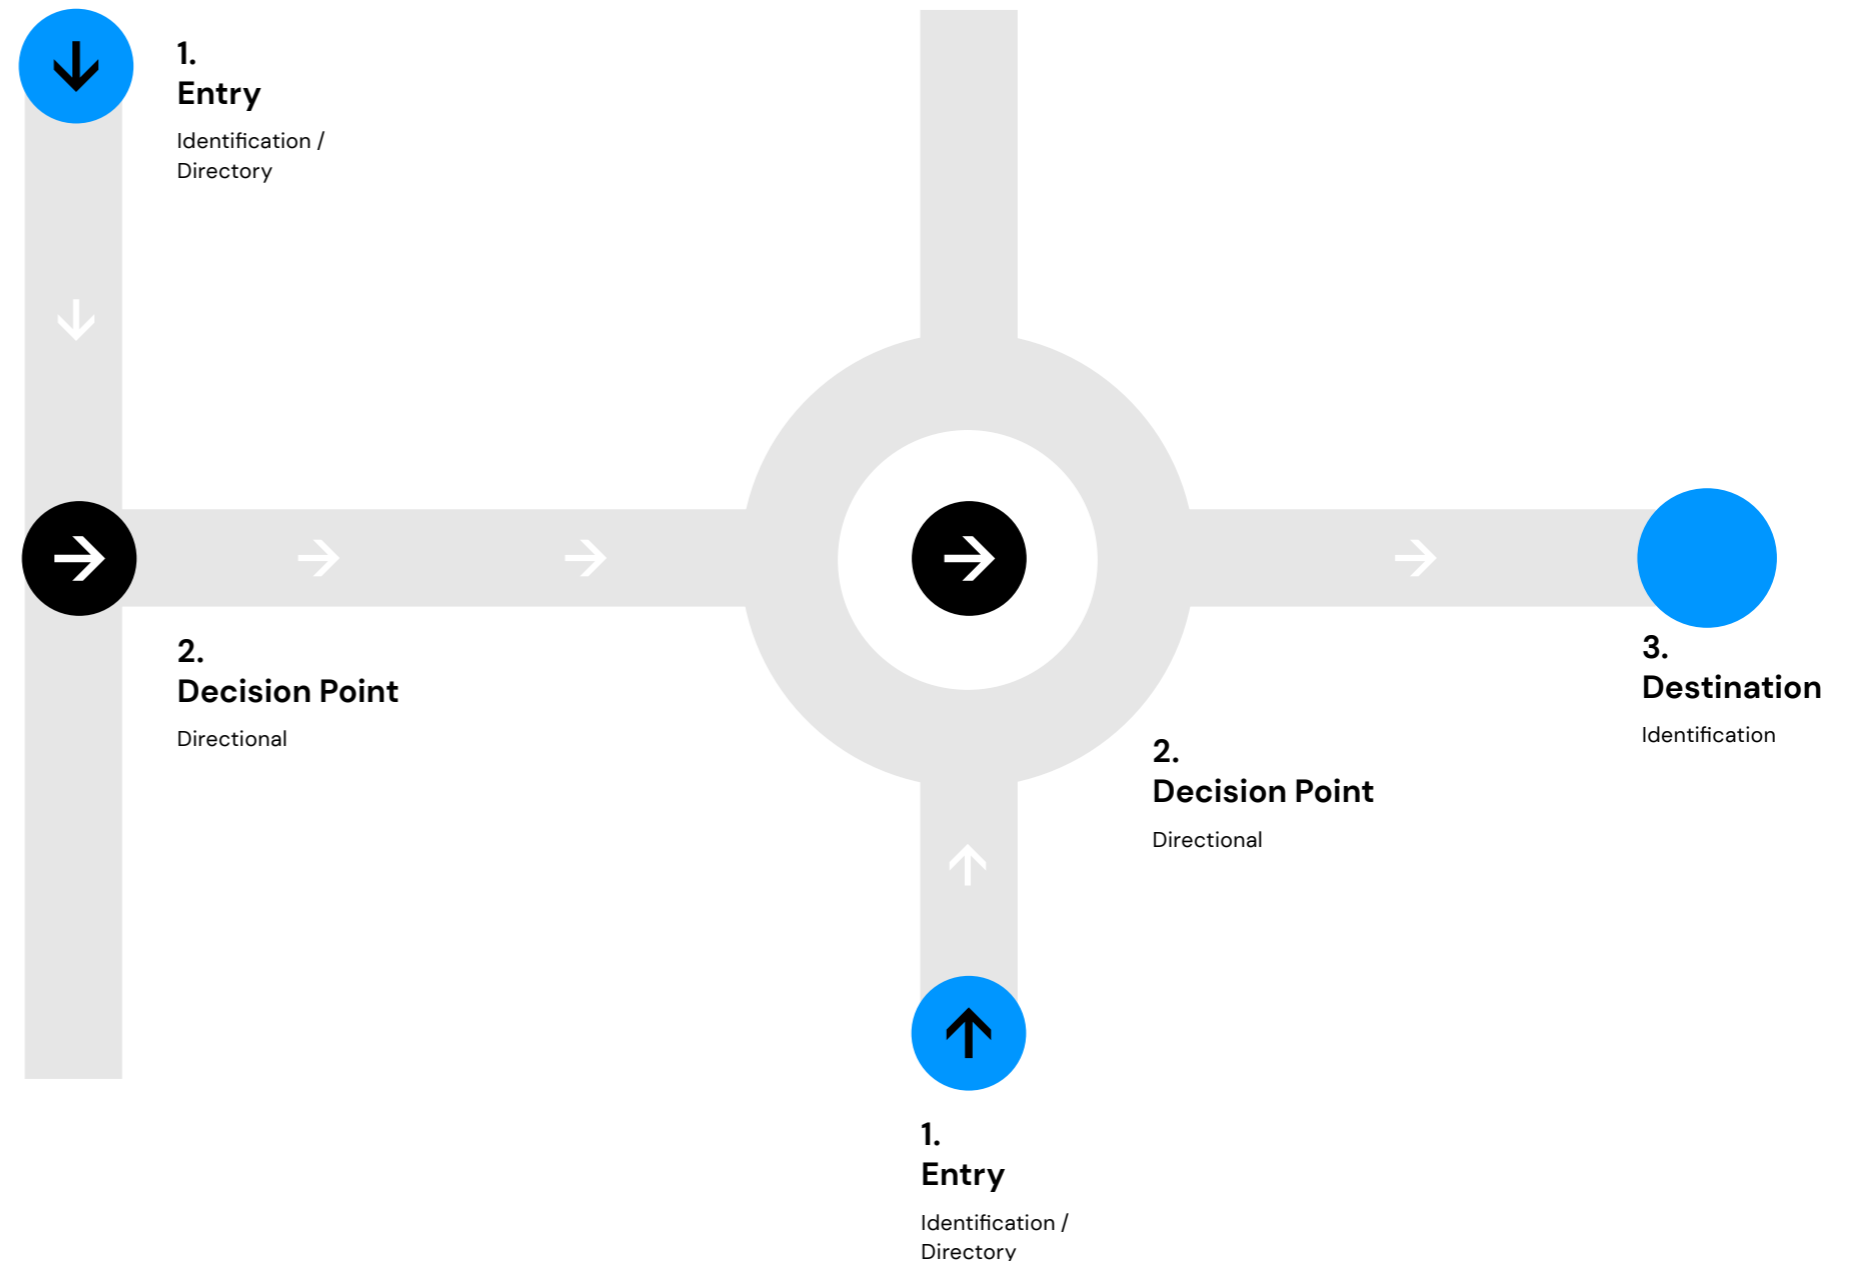 1.
Entry
Identification /
Directory
2.
Decision Point
Directional
2.
Decision Point
Directional
3.
Destination
Identification
1.
Entry
Identification /
Directory